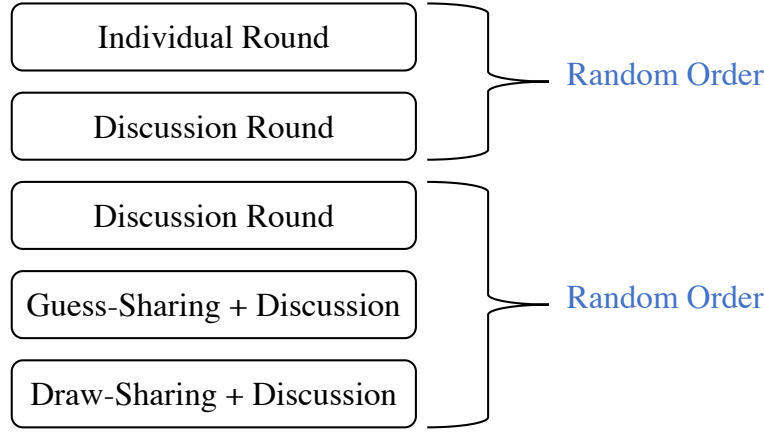 Individual Round
Random Order
Discussion Round
Discussion Round
Guess-Sharing + Discussion
Random Order
Draw-Sharing + Discussion